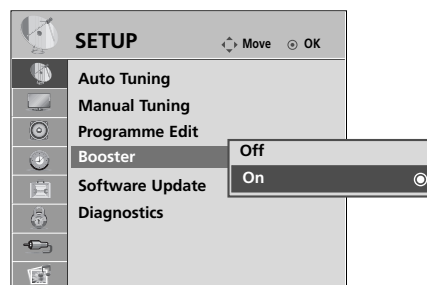 SETUP Move OK
Auto Tuning
Manual Tuning
Programme Edit
Booster
Off
On
Software Update
Diagnostics